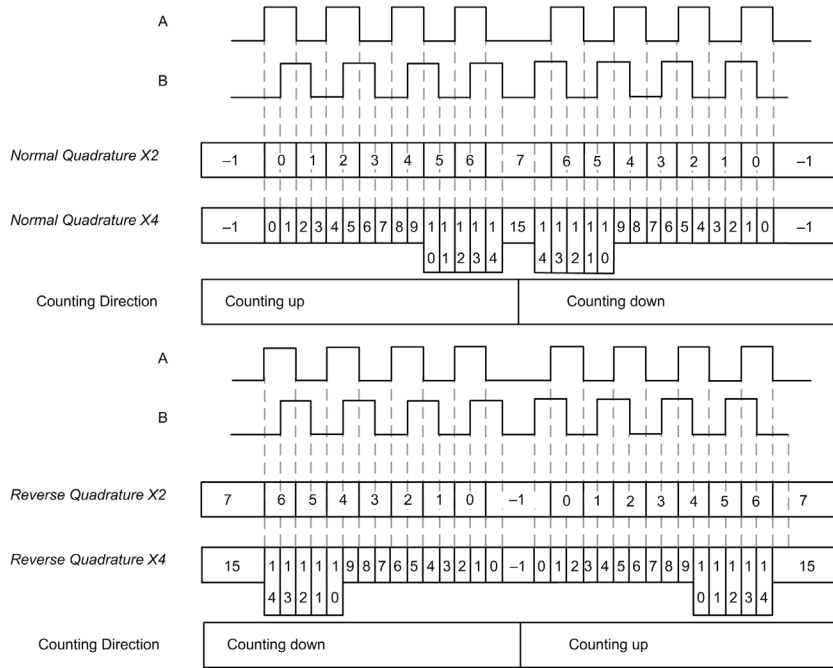 A
B
Normal Quadrature X2 –1 0 1 2 3 4 5 6 7 6 5 4 3 2 1 0 –1
Normal Quadrature X4 –1 0 1 2 3 4 5 6 7 8 9 1 1 1 1 1 15 1 1 1 1 1 9 8 7 6 5 4 3 2 1 0 –1
0 1 2 3 4 4 3 2 1 0
Counting Direction Counting up Counting down
A
B
Reverse Quadrature X2 7 6 5 4 3 2 1 0 –1 0 1 2 3 4 5 6 7
Reverse Quadrature X4 15 1 1 1 1 1 9 8 7 6 5 4 3 2 1 0 –1 0 1 2 3 4 5 6 7 8 9 1 1 1 1 1 15
4 3 2 1 0 0 1 2 3 4
Counting Direction Counting down Counting up